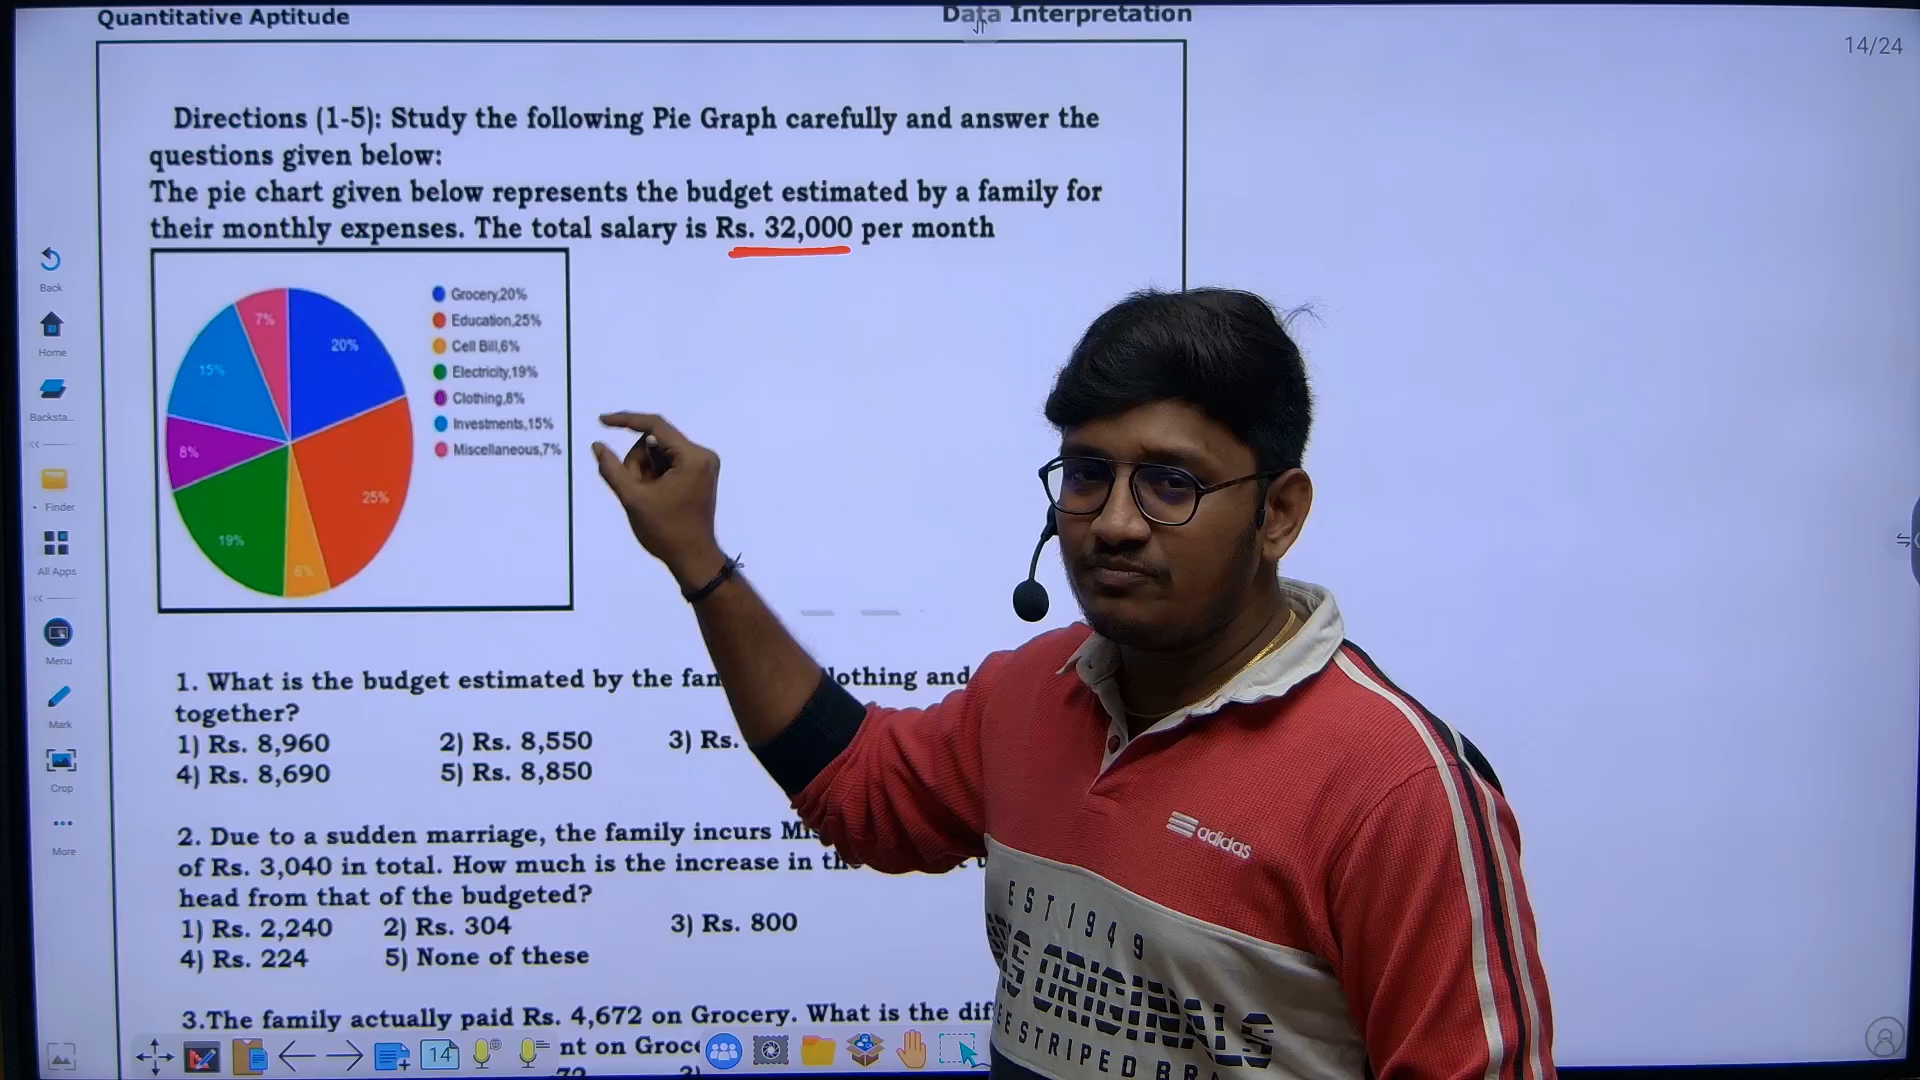 Quantitative Aptitude
Data Interpretation
14/24
Directions (1-5): Study the following Pie Graph carefully and answer the
questions given below:
The pie chart given below represents the budget estimated by a family for
their monthly expenses. The total salary is Rs. 32,000 per month
7%
20%
15%
8%
25%
19%
6%
Grocery,20%
Education,25%
Cell Bill,6%
Electricity,19%
Clothing,8%
Investments,15%
Miscellaneous,7%
Back
Home
Backsta...
Finder
All Apps
Menu
Mark
Crop
More
1. What is the budget estimated by the lothing and
together?
1) Rs. 8,960 2) Rs. 8,550 3) Rs.
4) Rs. 8,690 5) Rs. 8,850
2. Due to a sudden marriage, the family incurs
of Rs. 3,040 in total. How much is the increase in
head from that of the budgeted?
1) Rs. 2,240 2) Rs. 304 3) Rs. 800
4) Rs. 224 5) None of these
3.The family actually paid Rs. 4,672 on Grocery. What is the dif
nt on Groc
14
adidas
EST 1949
ORIGINALS
STRIPED